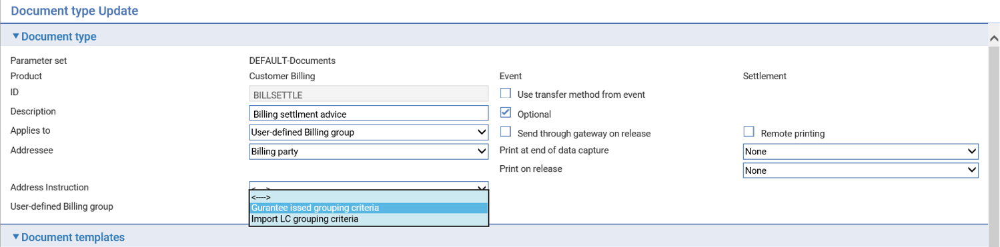 Document type Update
Document type
Parameter set DEFAULT-Documents
Product Customer Billing Event Settlement
ID BILLSETTLE Use transfer method from event
Description Billing settlment advice Optional
Applies to User-defined Billing group Send through gateway on release Remote printing
Addressee Billing party Print at end of data capture None
Print on release None
Address Instruction
User-defined Billing group
<---->
Gurantee issed grouping criteria
Import LC grouping criteria
Document templates